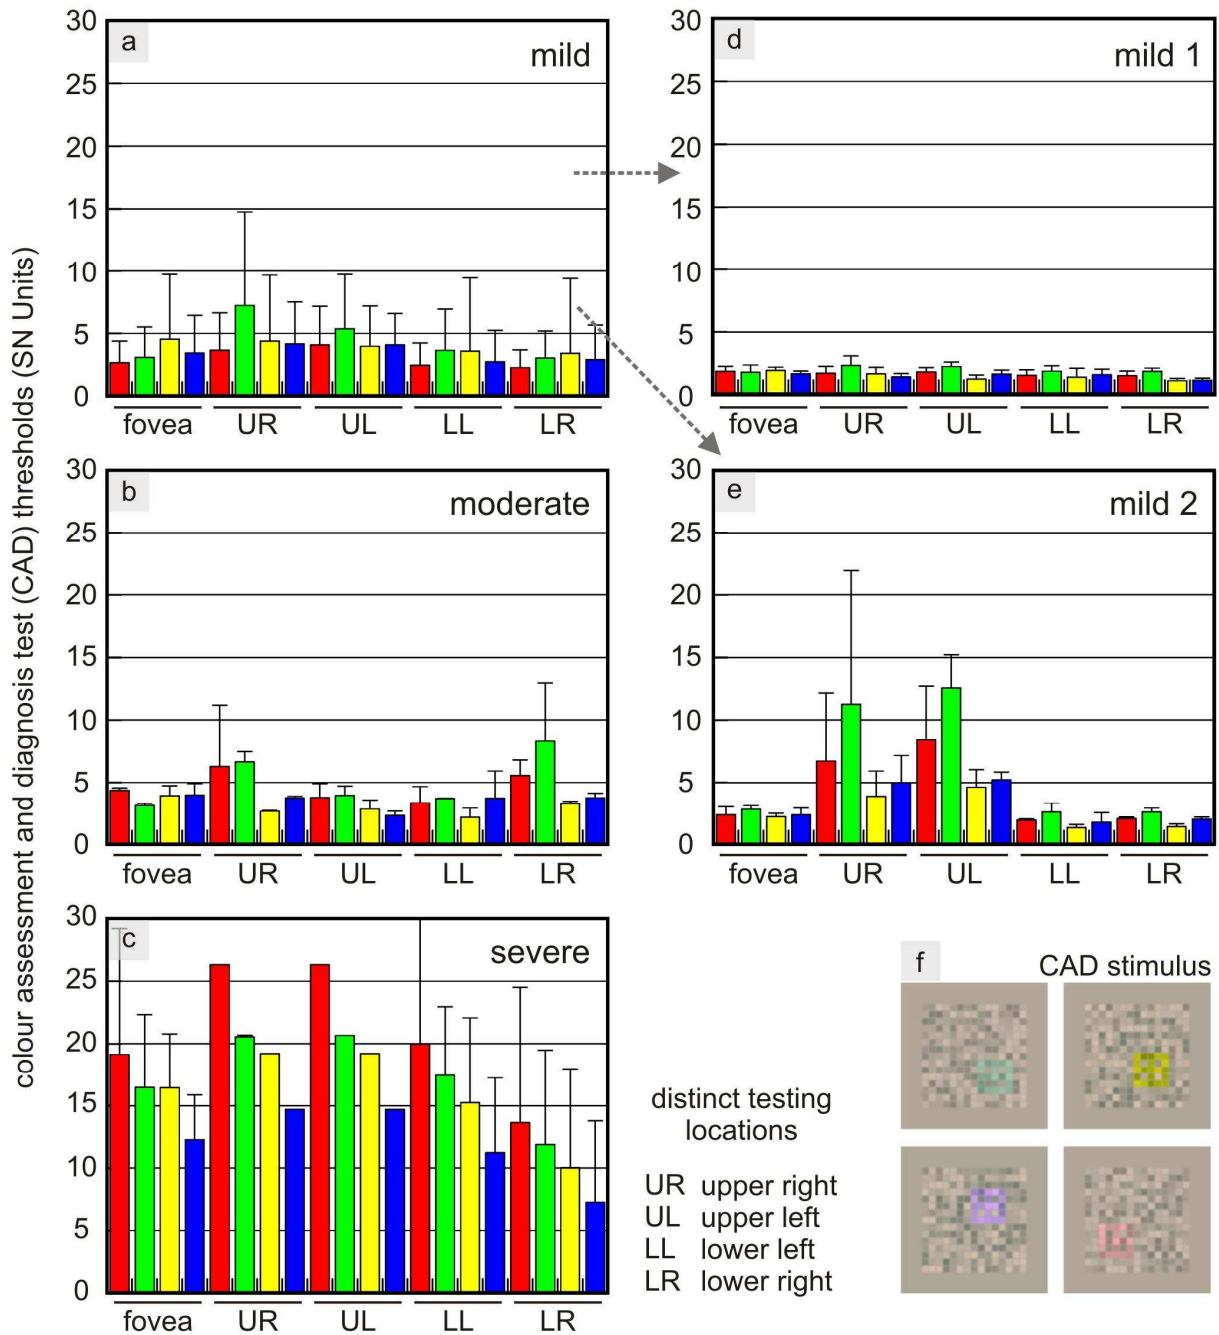 colour assessment and diagnosis test (CAD) thresholds (SN Units)
a
mild
30
25
20
15
10
5
0
fovea UR UL LL LR
d
mild 1
30
25
20
15
10
5
0
fovea UR UL LL LR
b
moderate
30
25
20
15
10
5
0
fovea UR UL LL LR
e
mild 2
30
25
20
15
10
5
0
fovea UR UL LL LR
c
severe
30
25
20
15
10
5
0
fovea UR UL LL LR
f
CAD stimulus
distinct testing
locations
UR upper right
UL upper left
LL lower left
LR lower right